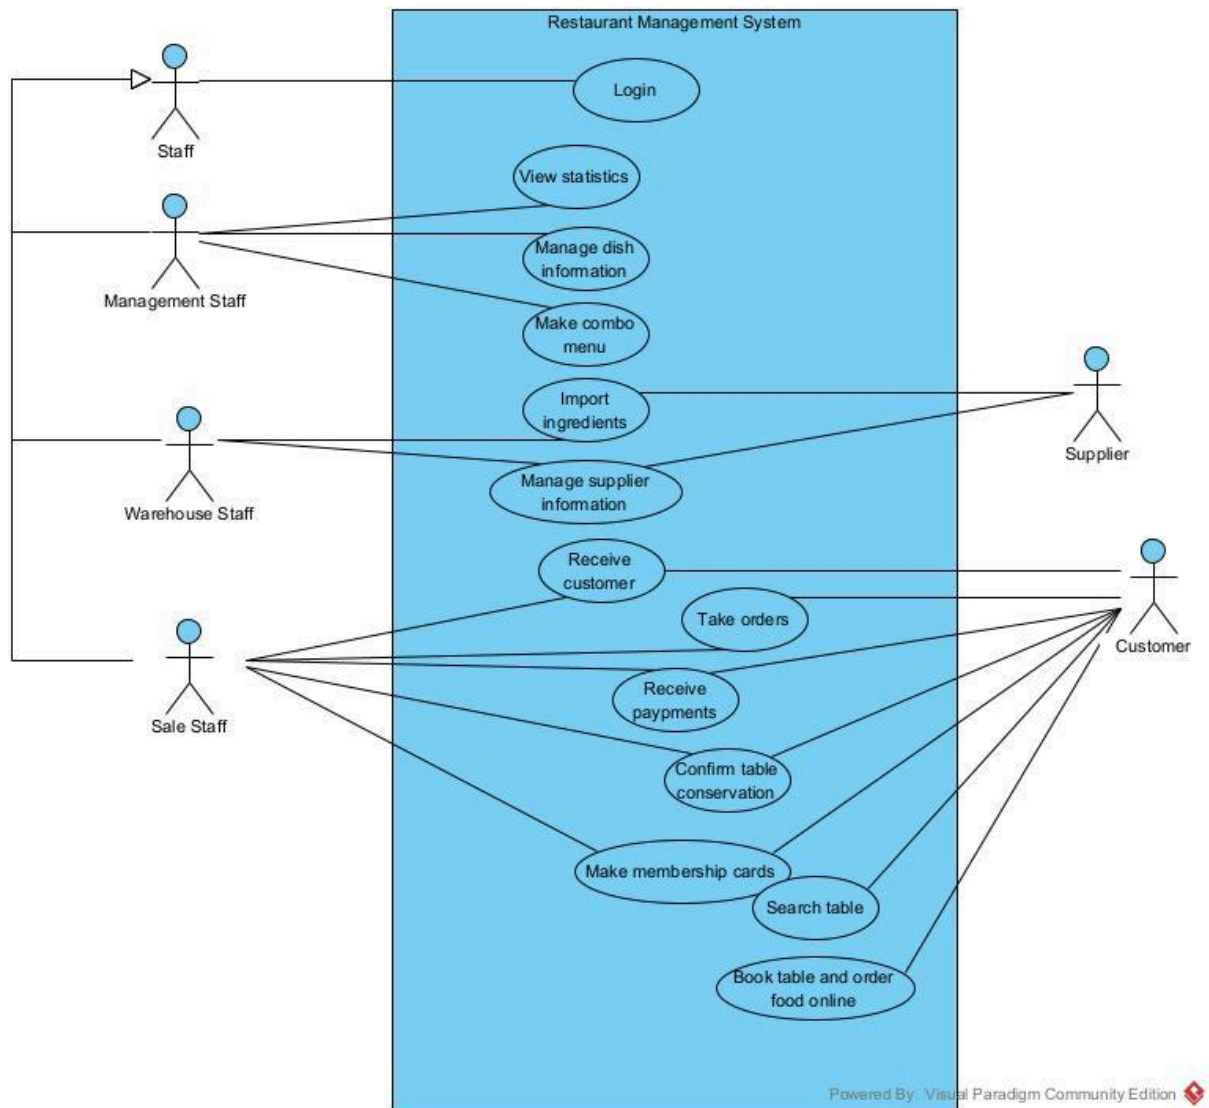 Restaurant Management System
Login
Staff
View statistics
Manage dish
information
Management Staff
Make combo
menu
Import
ingredients
Supplier
Manage supplier
information
Warehouse Staff
Receive
customer
Take orders
Customer
Receive
paypments
Sale Staff
Confirm table
conservation
Make membership cards
Search table
Book table and order
food online
Powered By Visual Paradigm Community Edition